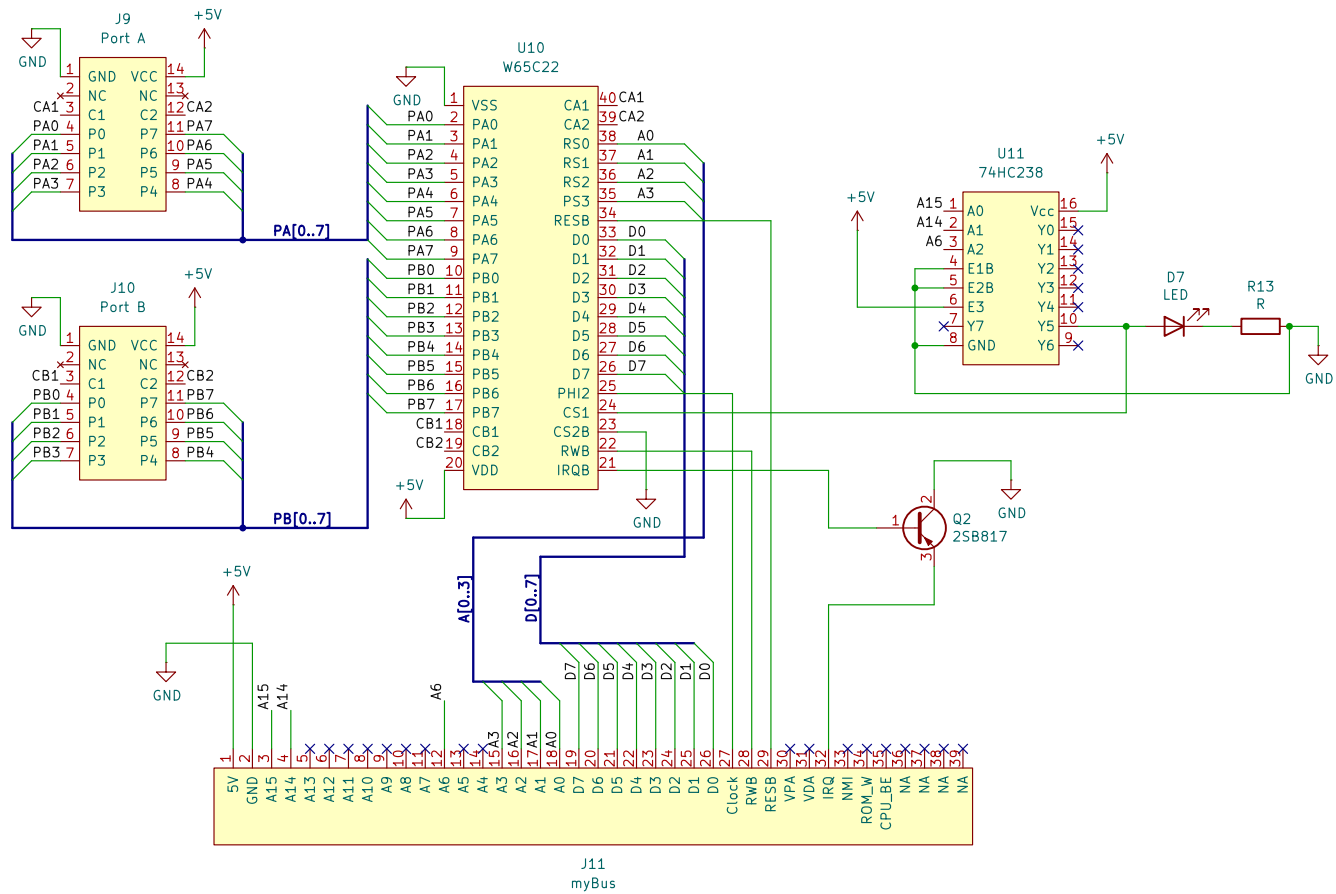 J9
Port A
+5V
GND
1 GND VCC 14
2 NC NC 13
CA1 3 C1 C2 12 CA2
PA0 4 P0 P7 11 PA7
PA1 5 P1 P6 10 PA6
PA2 6 P2 P5 9 PA5
PA3 7 P3 P4 8 PA4
PA[0..7]
J10
Port B
+5V
GND
1 GND VCC 14
2 NC NC 13
CB1 3 C1 C2 12 CB2
PB0 4 P0 P7 11 PB7
PB1 5 P1 P6 10 PB6
PB2 6 P2 P5 9 PB5
PB3 7 P3 P4 8 PB4
PB[0..7]
U10
W65C22
GND
1 VSS CA1 40 CA1
PA0 2 PA0 CA2 39 CA2
PA1 3 PA1 RS0 38 A0
PA2 4 PA2 RS1 37 A1
PA3 5 PA3 RS2 36 A2
PA4 6 PA4 PS3 35 A3
PA5 7 PA5 RESB 34
PA6 8 PA6 D0 33 D0
PA7 9 PA7 D1 32 D1
PB0 10 PB0 D2 31 D2
PB1 11 PB1 D3 30 D3
PB2 12 PB2 D4 29 D4
PB3 13 PB3 D5 28 D5
PB4 14 PB4 D6 27 D6
PB5 15 PB5 D7 26 D7
PB6 16 PB6 PHI2 25
PB7 17 PB7 CS1 24
CB1 18 CB1 CS2B 23
CB2 19 CB2 RWB 22
20 VDD IRQB 21
+5V
GND
U11
74HC238
+5V
+5V
A15 1 A0 Vcc 16
A14 2 A1 Y0 15
A6 3 A2 Y1 14
4 E1B Y2 13
5 E2B Y3 12
6 E3 Y4 11
7 Y7 Y5 10
8 GND Y6 9
D7
LED
R13
R
GND
GND
1
2
3
Q2
2SB817
A[0..3]
D[0..7]
+5V
GND
A15
A14
A6
A3
A2
A1
A0
D7
D6
D5
D4
D3
D2
D1
D0
1 5V
2 GND
3 A15
4 A14
5 A13
6 A12
7 A11
8 A10
9 A9
10 A8
11 A7
12 A6
13 A5
14 A4
15 A3
16 A2
17 A1
18 A0
19 D7
20 D6
21 D5
22 D4
23 D3
24 D2
25 D1
26 D0
27 Clock
28 RWB
29 RESB
30 VPA
31 VDA
32 IRQ
33 NMI
34 ROM_W
35 CPU_BE
36 NA
37 NA
38 NA
39 NA
J11
myBus